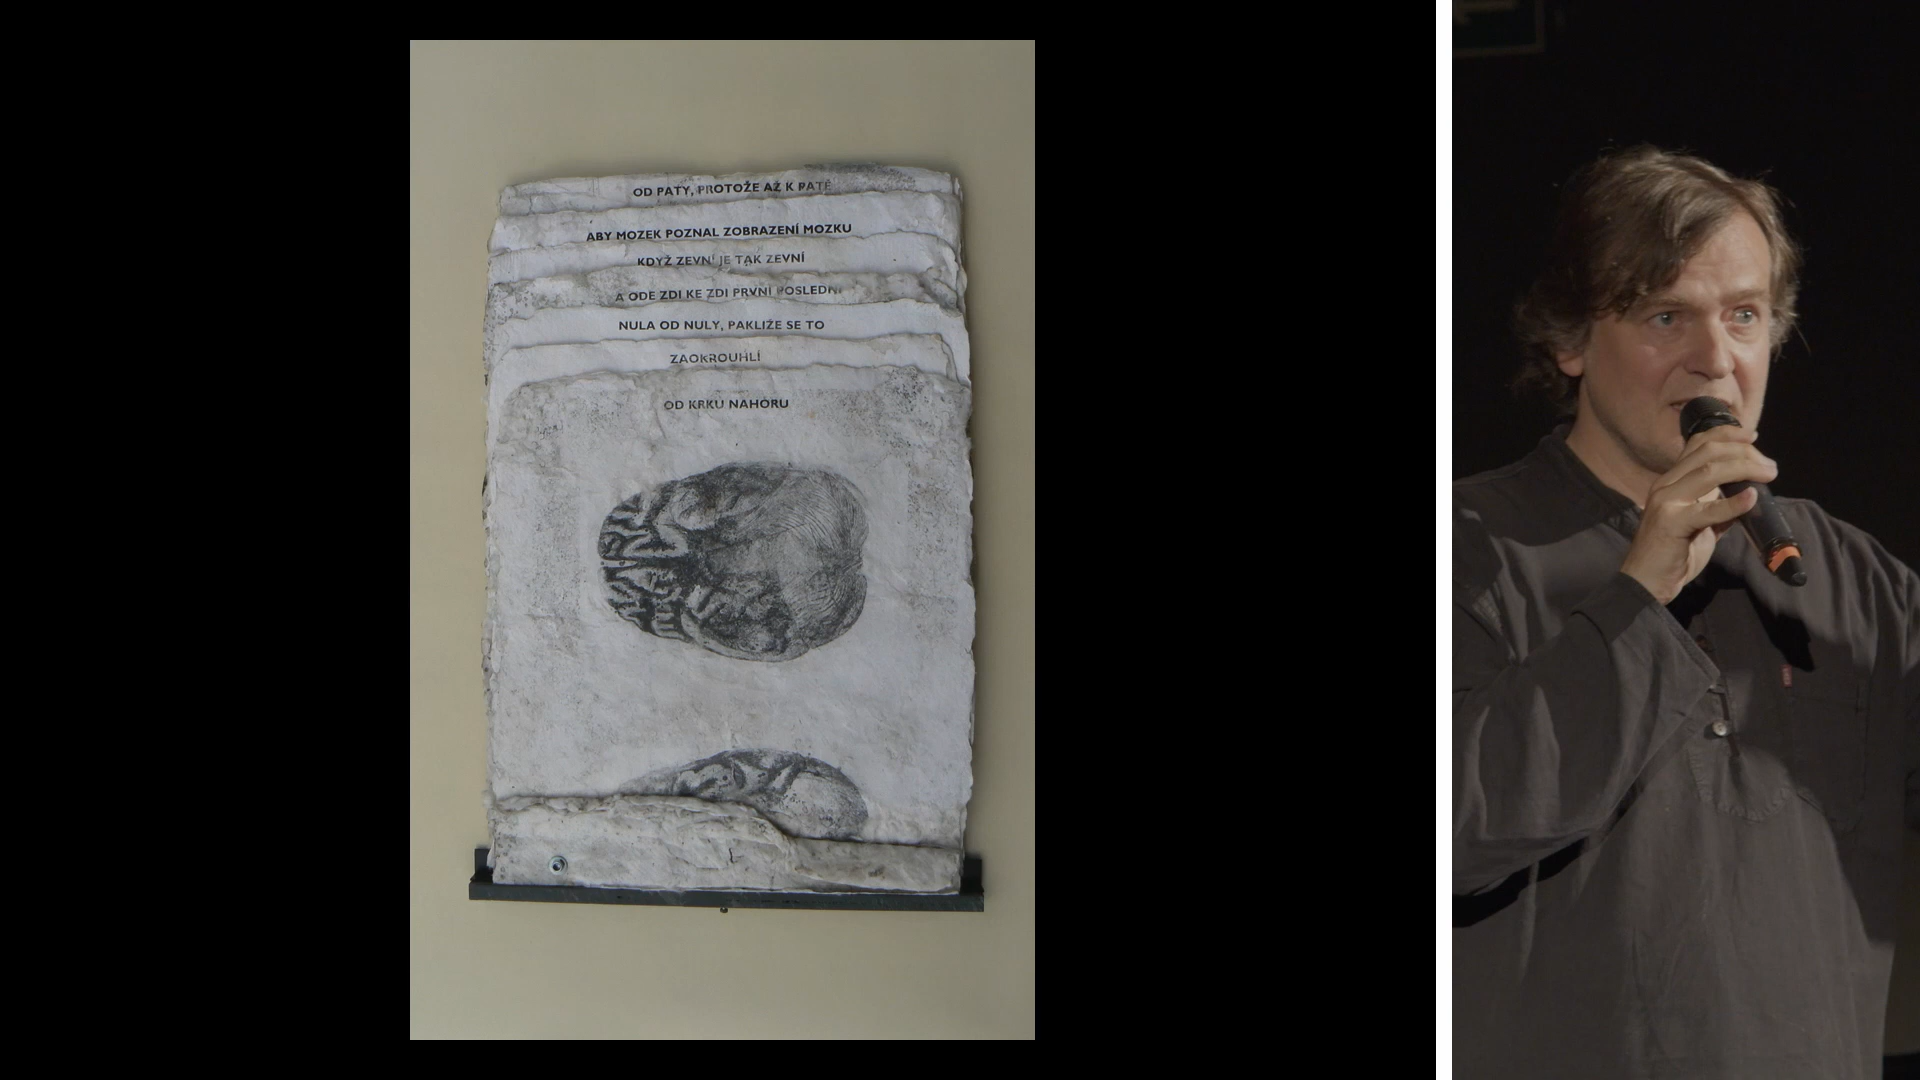 OD PATY, PROTOŽE AŽ K PATĚ
ABY MOZEK POZNAL ZOBRAZENÍ MOZKU
KDYŽ ZEVNÍ JE TAK ZEVNÍ
A ODE ZDI KE ZDI PRVNÍ POSLEDNÍ
NULA OD NULY, PAKLIŽE SE TO
ZAOKROUHLÍ
OD KRKU NAHORU